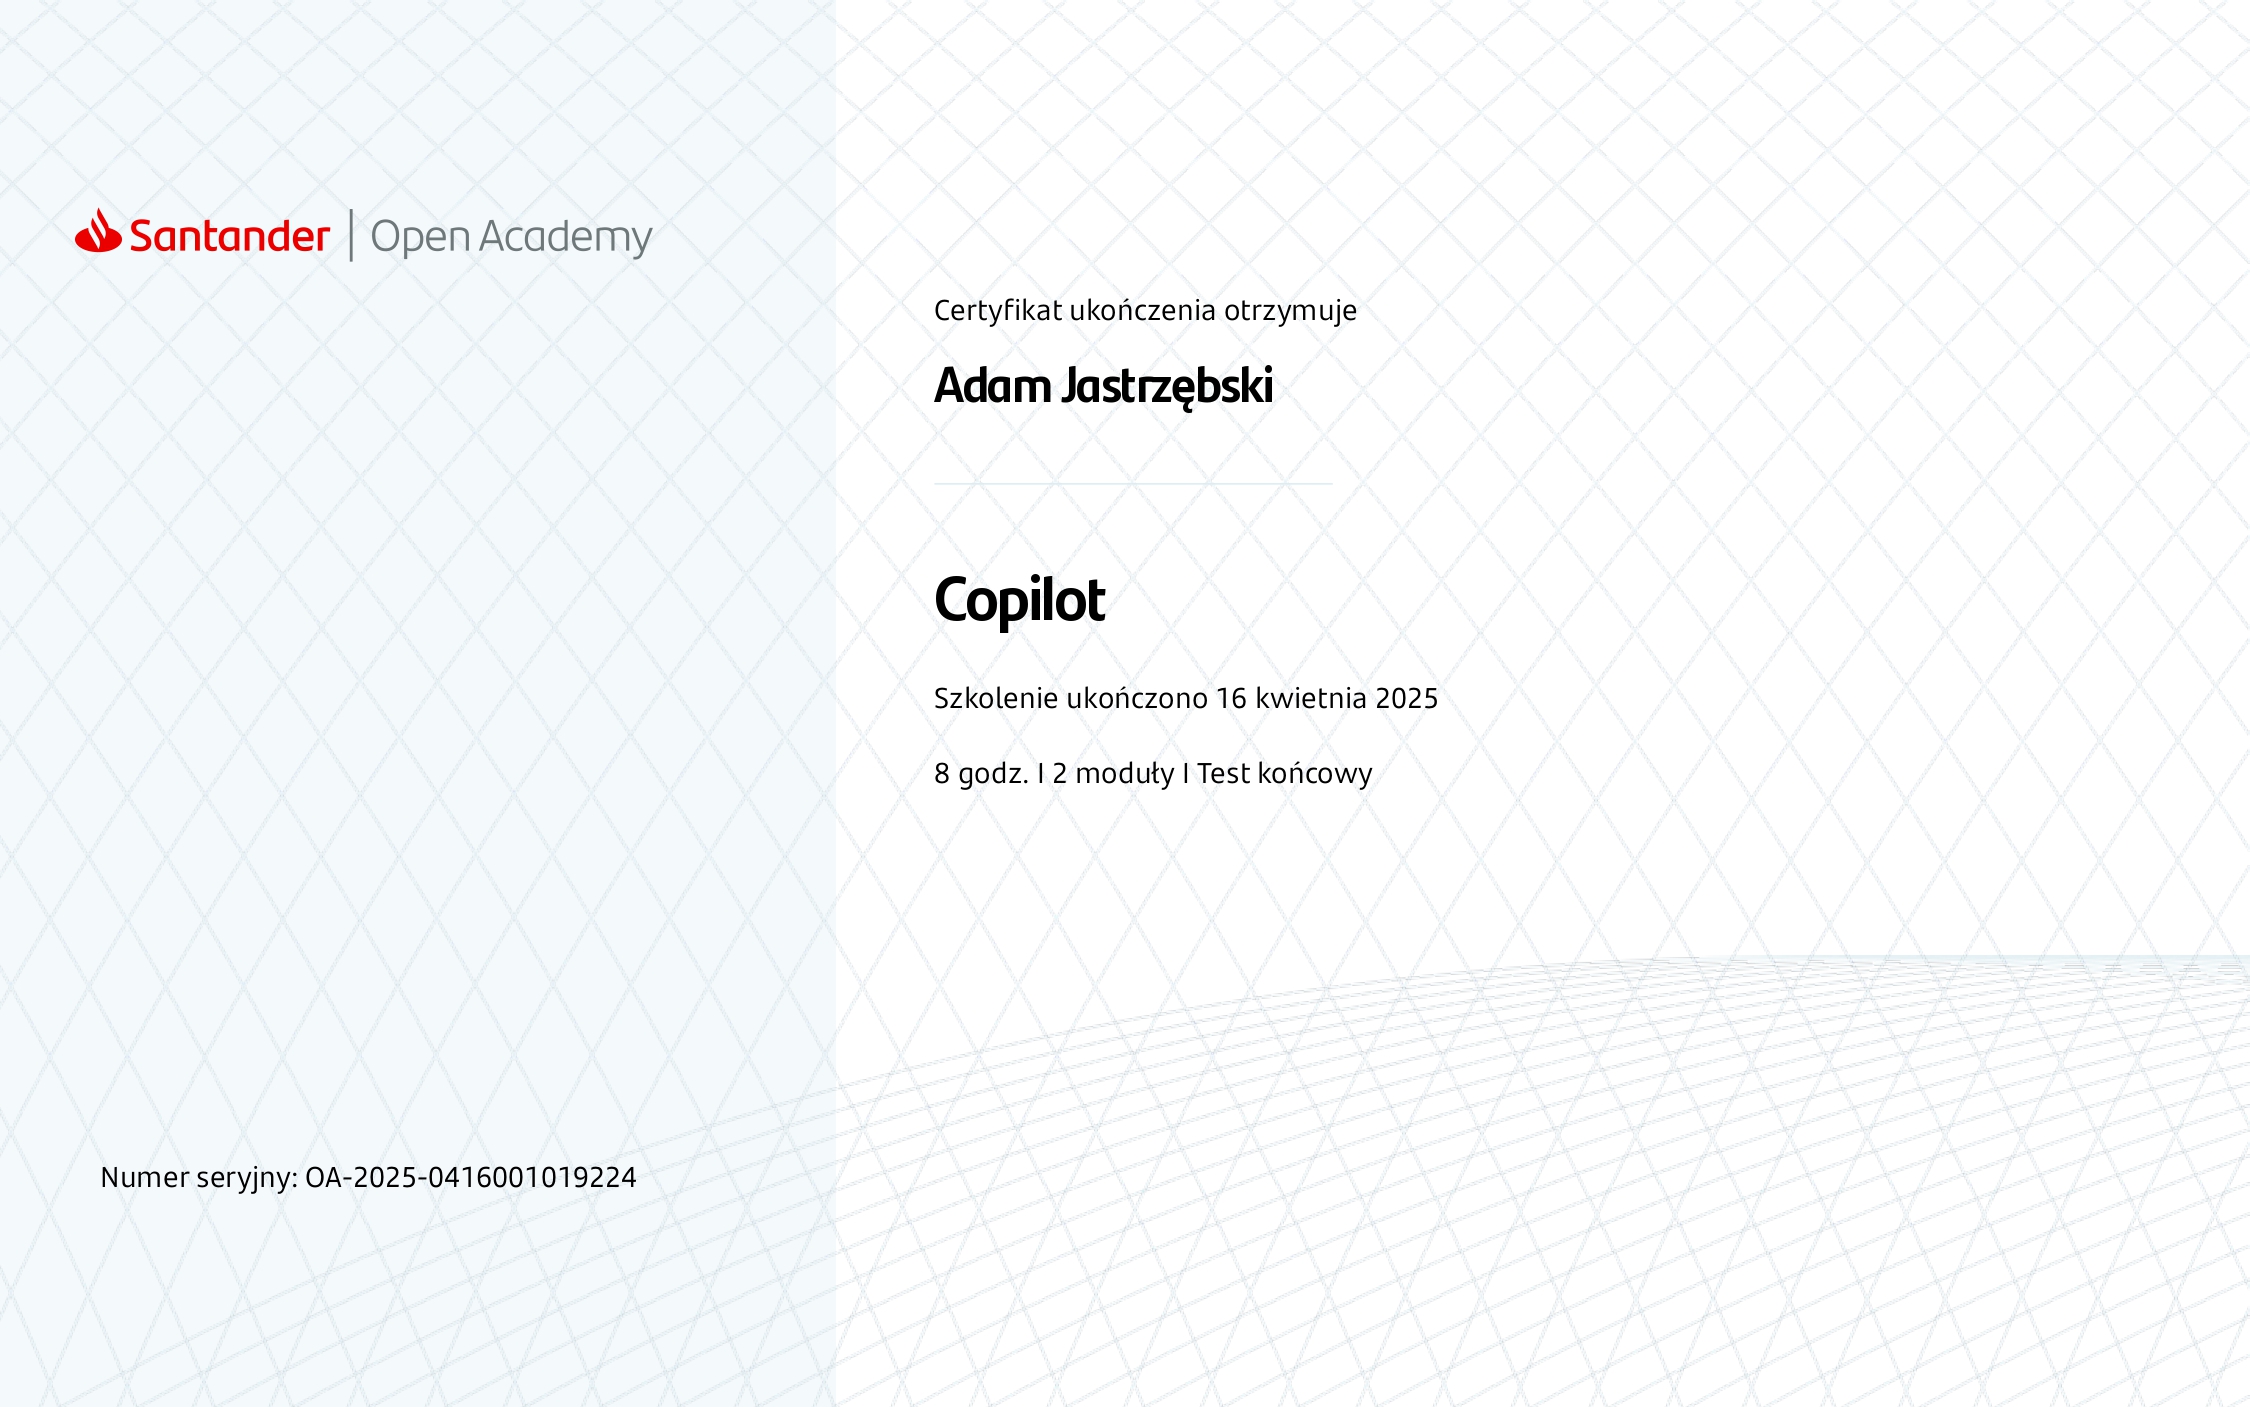 Santander | Open Academy
Certyfikat ukończenia otrzymuje
Adam Jastrzębski
Copilot
Szkolenie ukończono 16 kwietnia 2025
8 godz. I 2 moduły I Test końcowy
Numer seryjny: OA-2025-0416001019224